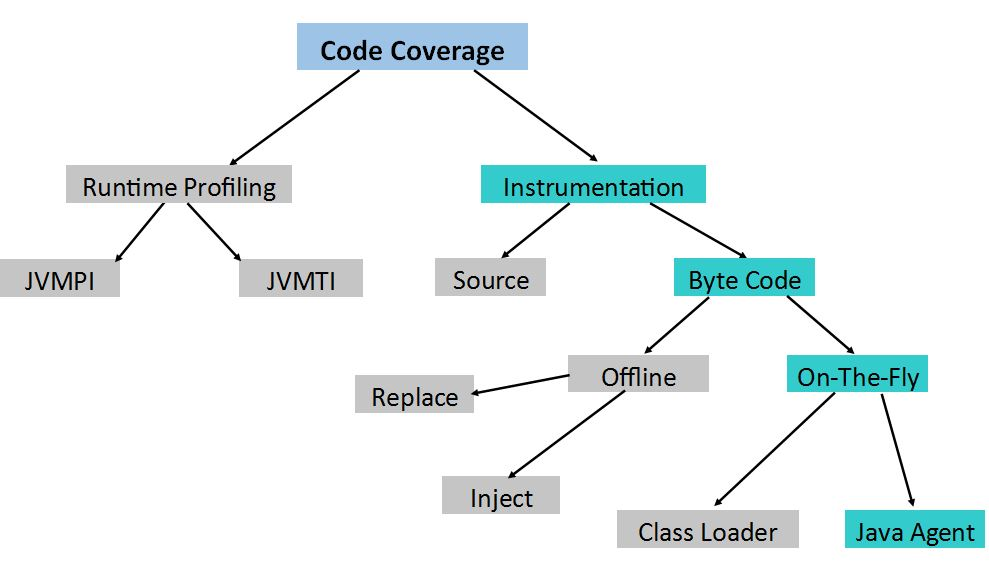 Code Coverage
Runtime Profiling
Instrumentation
JVMPI
JVMTI
Source
Byte Code
Replace
Offline
On-The-Fly
Inject
Class Loader
Java Agent